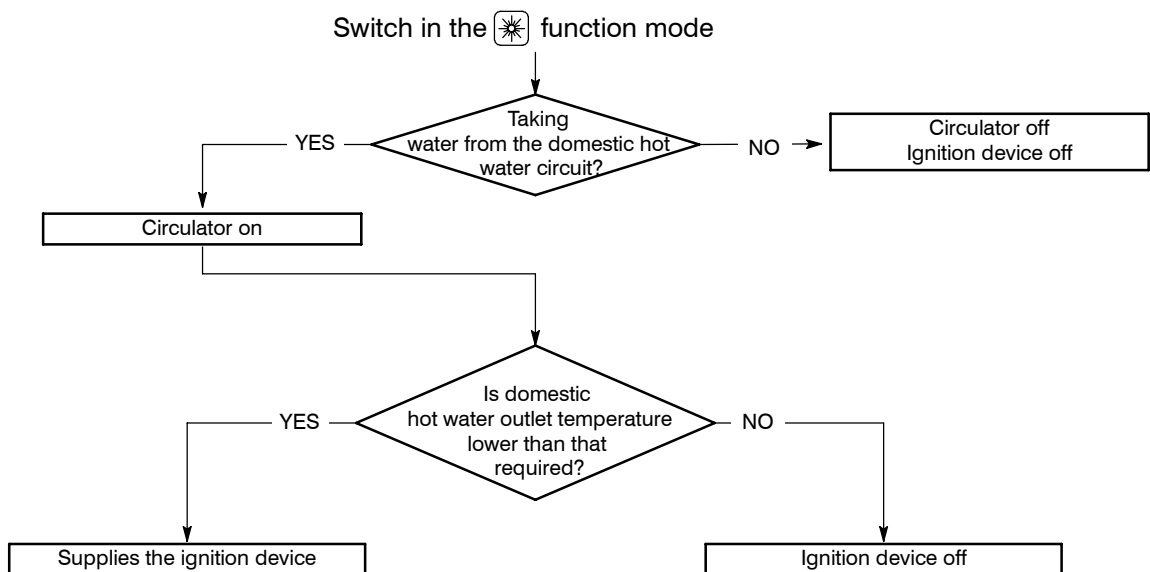 Switch in the function mode
Taking
water from the domestic hot
water circuit?
YES
NO
Circulator off
Ignition device off
Circulator on
Is domestic
hot water outlet temperature
lower than that
required?
YES
NO
Supplies the ignition device
Ignition device off